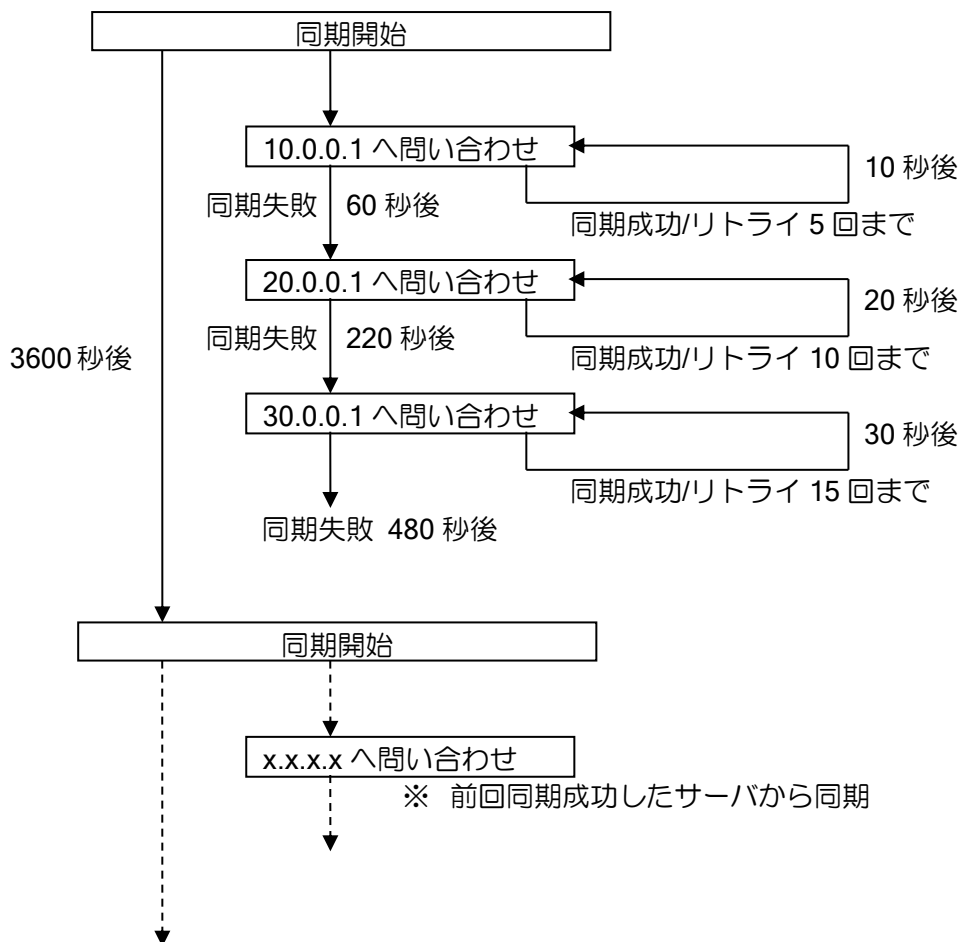 同期開始
10.0.0.1 へ問い合わせ
10 秒後
同期失敗 60 秒後
同期成功/リトライ 5 回まで
20.0.0.1 へ問い合わせ
20 秒後
同期失敗 220 秒後
同期成功/リトライ 10 回まで
3600 秒後
30.0.0.1 へ問い合わせ
30 秒後
同期成功/リトライ 15 回まで
同期失敗 480 秒後
同期開始
x.x.x.x へ問い合わせ
※ 前回同期成功したサーバから同期